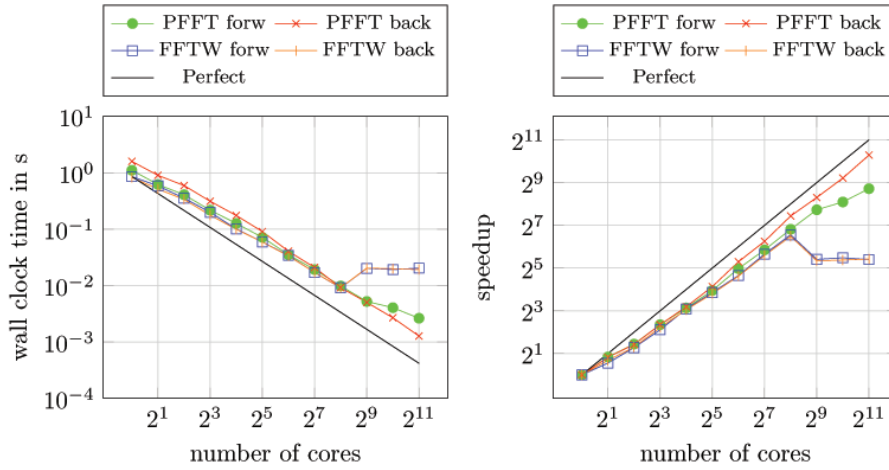 PFFT forw PFFT back
FFTW forw FFTW back
Perfect
PFFT forw PFFT back
FFTW forw FFTW back
Perfect
wall clock time in s
10^1
10^0
10^-1
10^-2
10^-3
10^-4
2^1 2^3 2^5 2^7 2^9 2^11
number of cores
speedup
2^11
2^9
2^7
2^5
2^3
2^1
2^1 2^3 2^5 2^7 2^9 2^11
number of cores